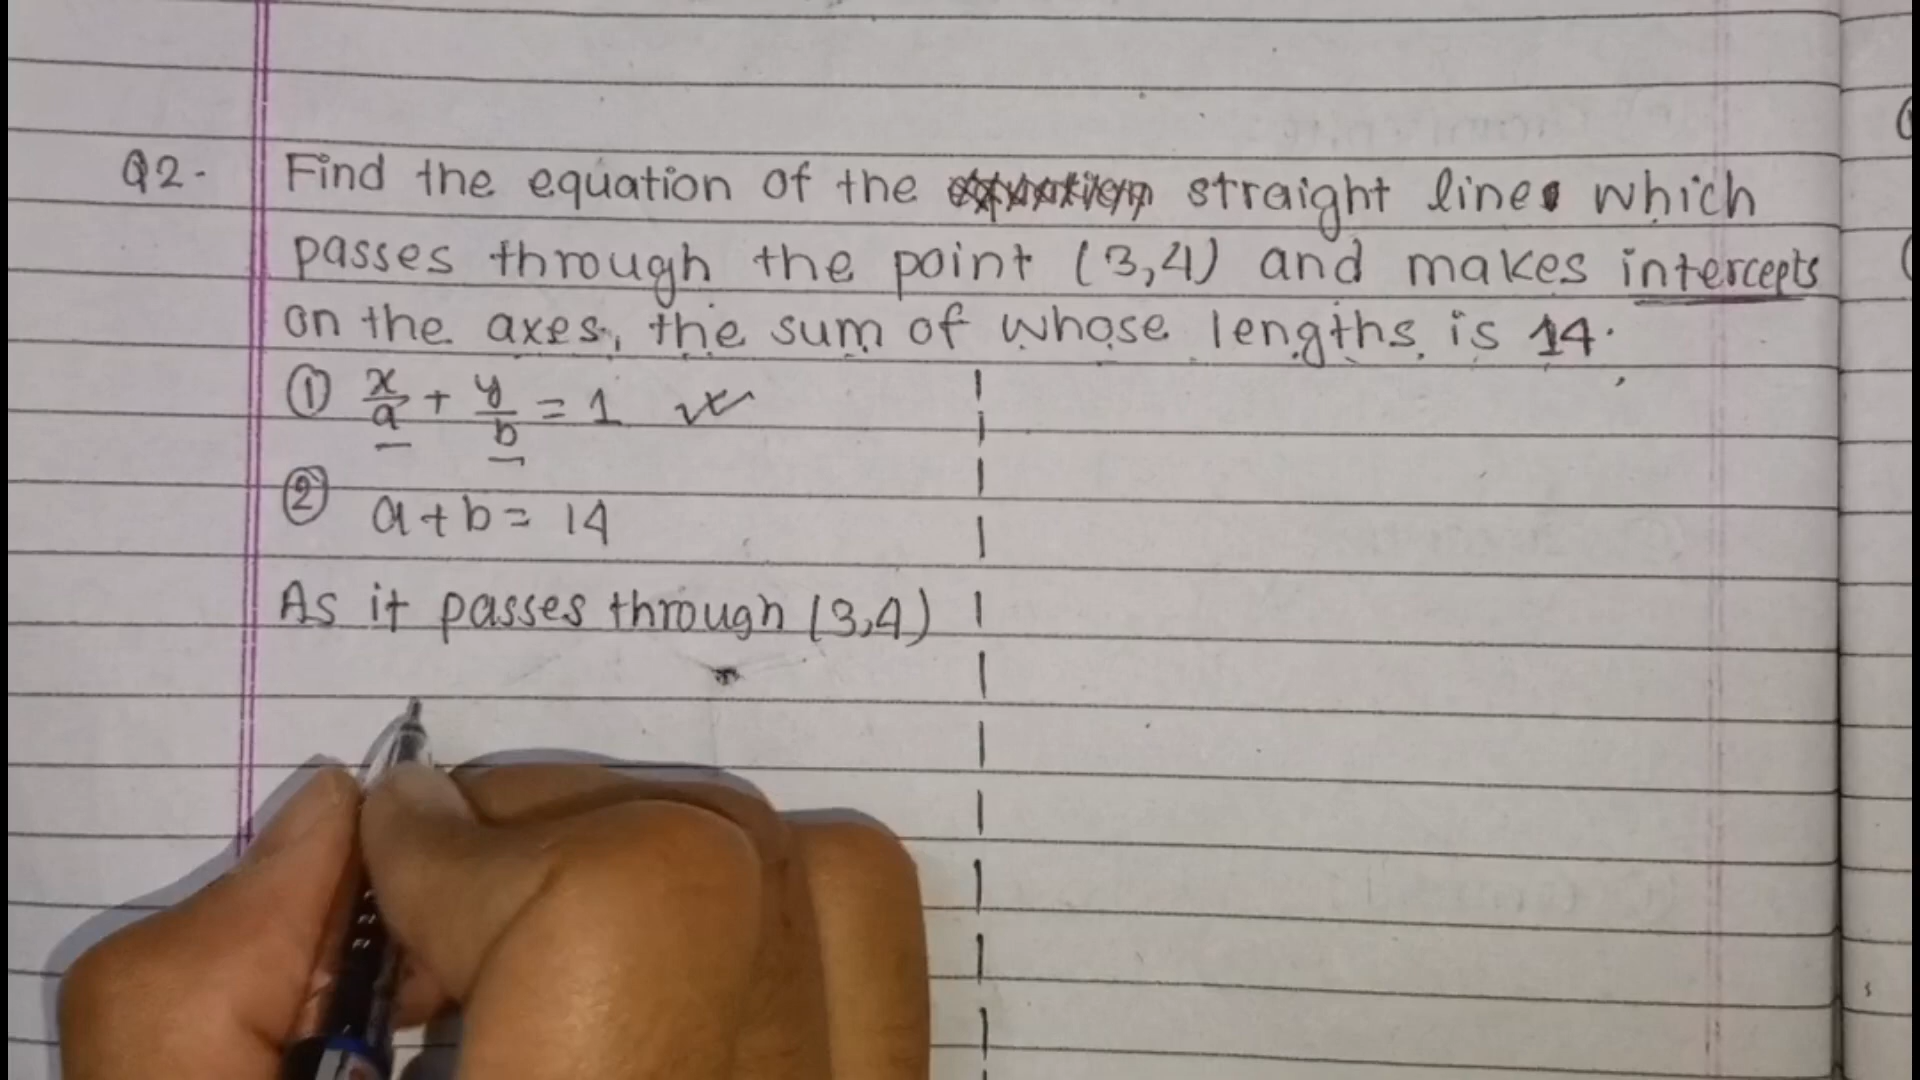 Q2. Find the equation of the straight line which
passes through the point (3,4) and makes intercepts
on the axes, the sum of whose lengths is 14.
① x/a + y/b = 1
② a+b = 14
As it passes through (3,4)